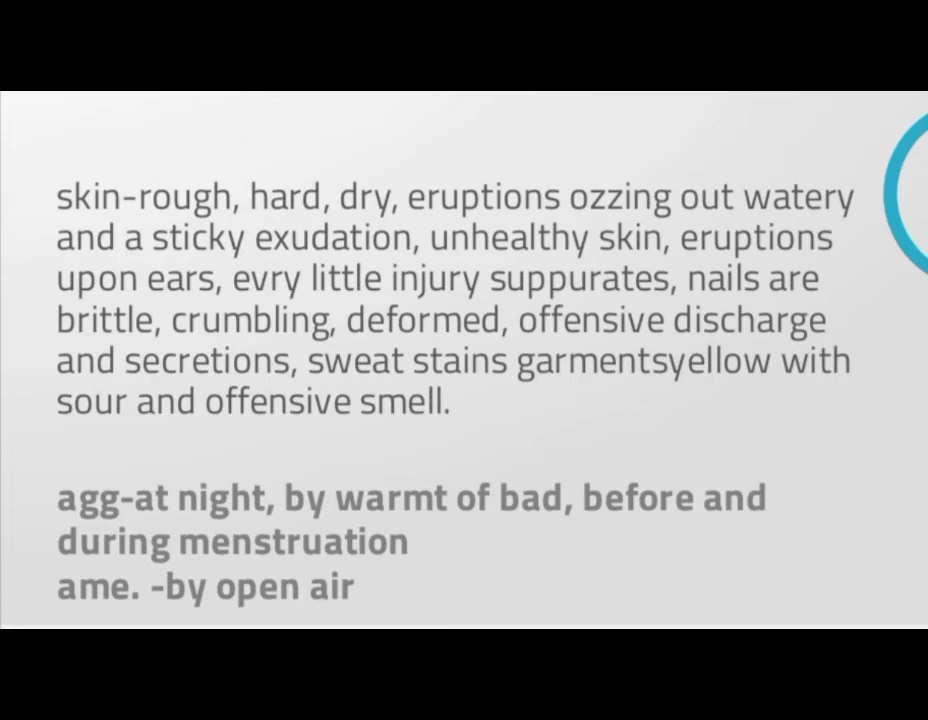 skin-rough, hard, dry, eruptions ozzing out watery
and a sticky exudation, unhealthy skin, eruptions
upon ears, evry little injury suppurates, nails are
brittle, crumbling, deformed, offensive discharge
and secretions, sweat stains garmentsyellow with
sour and offensive smell.
agg-at night, by warmt of bad, before and
during menstruation
ame. -by open air